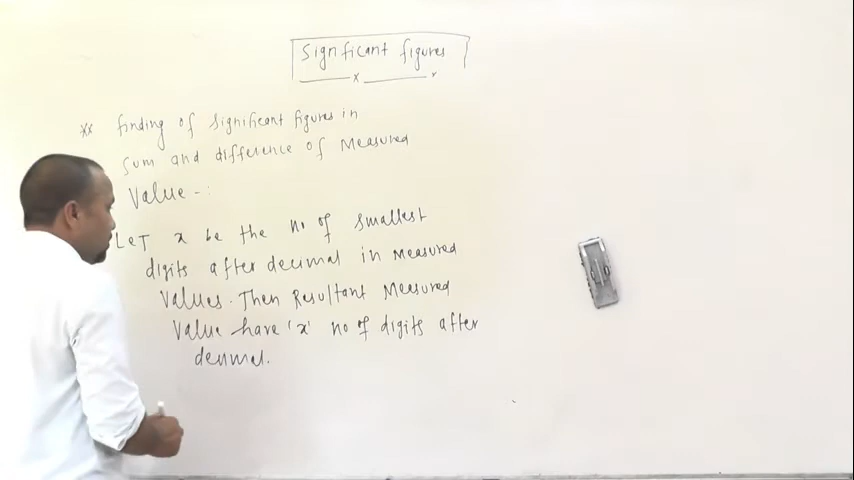 Significant figures
** finding of significant figures in
sum and difference of Measured
Value -:
Let x be the no of smallest
digits after decimal in Measured
Values. Then Resultant Measured
Value have 'x' no of digits after
decimal.